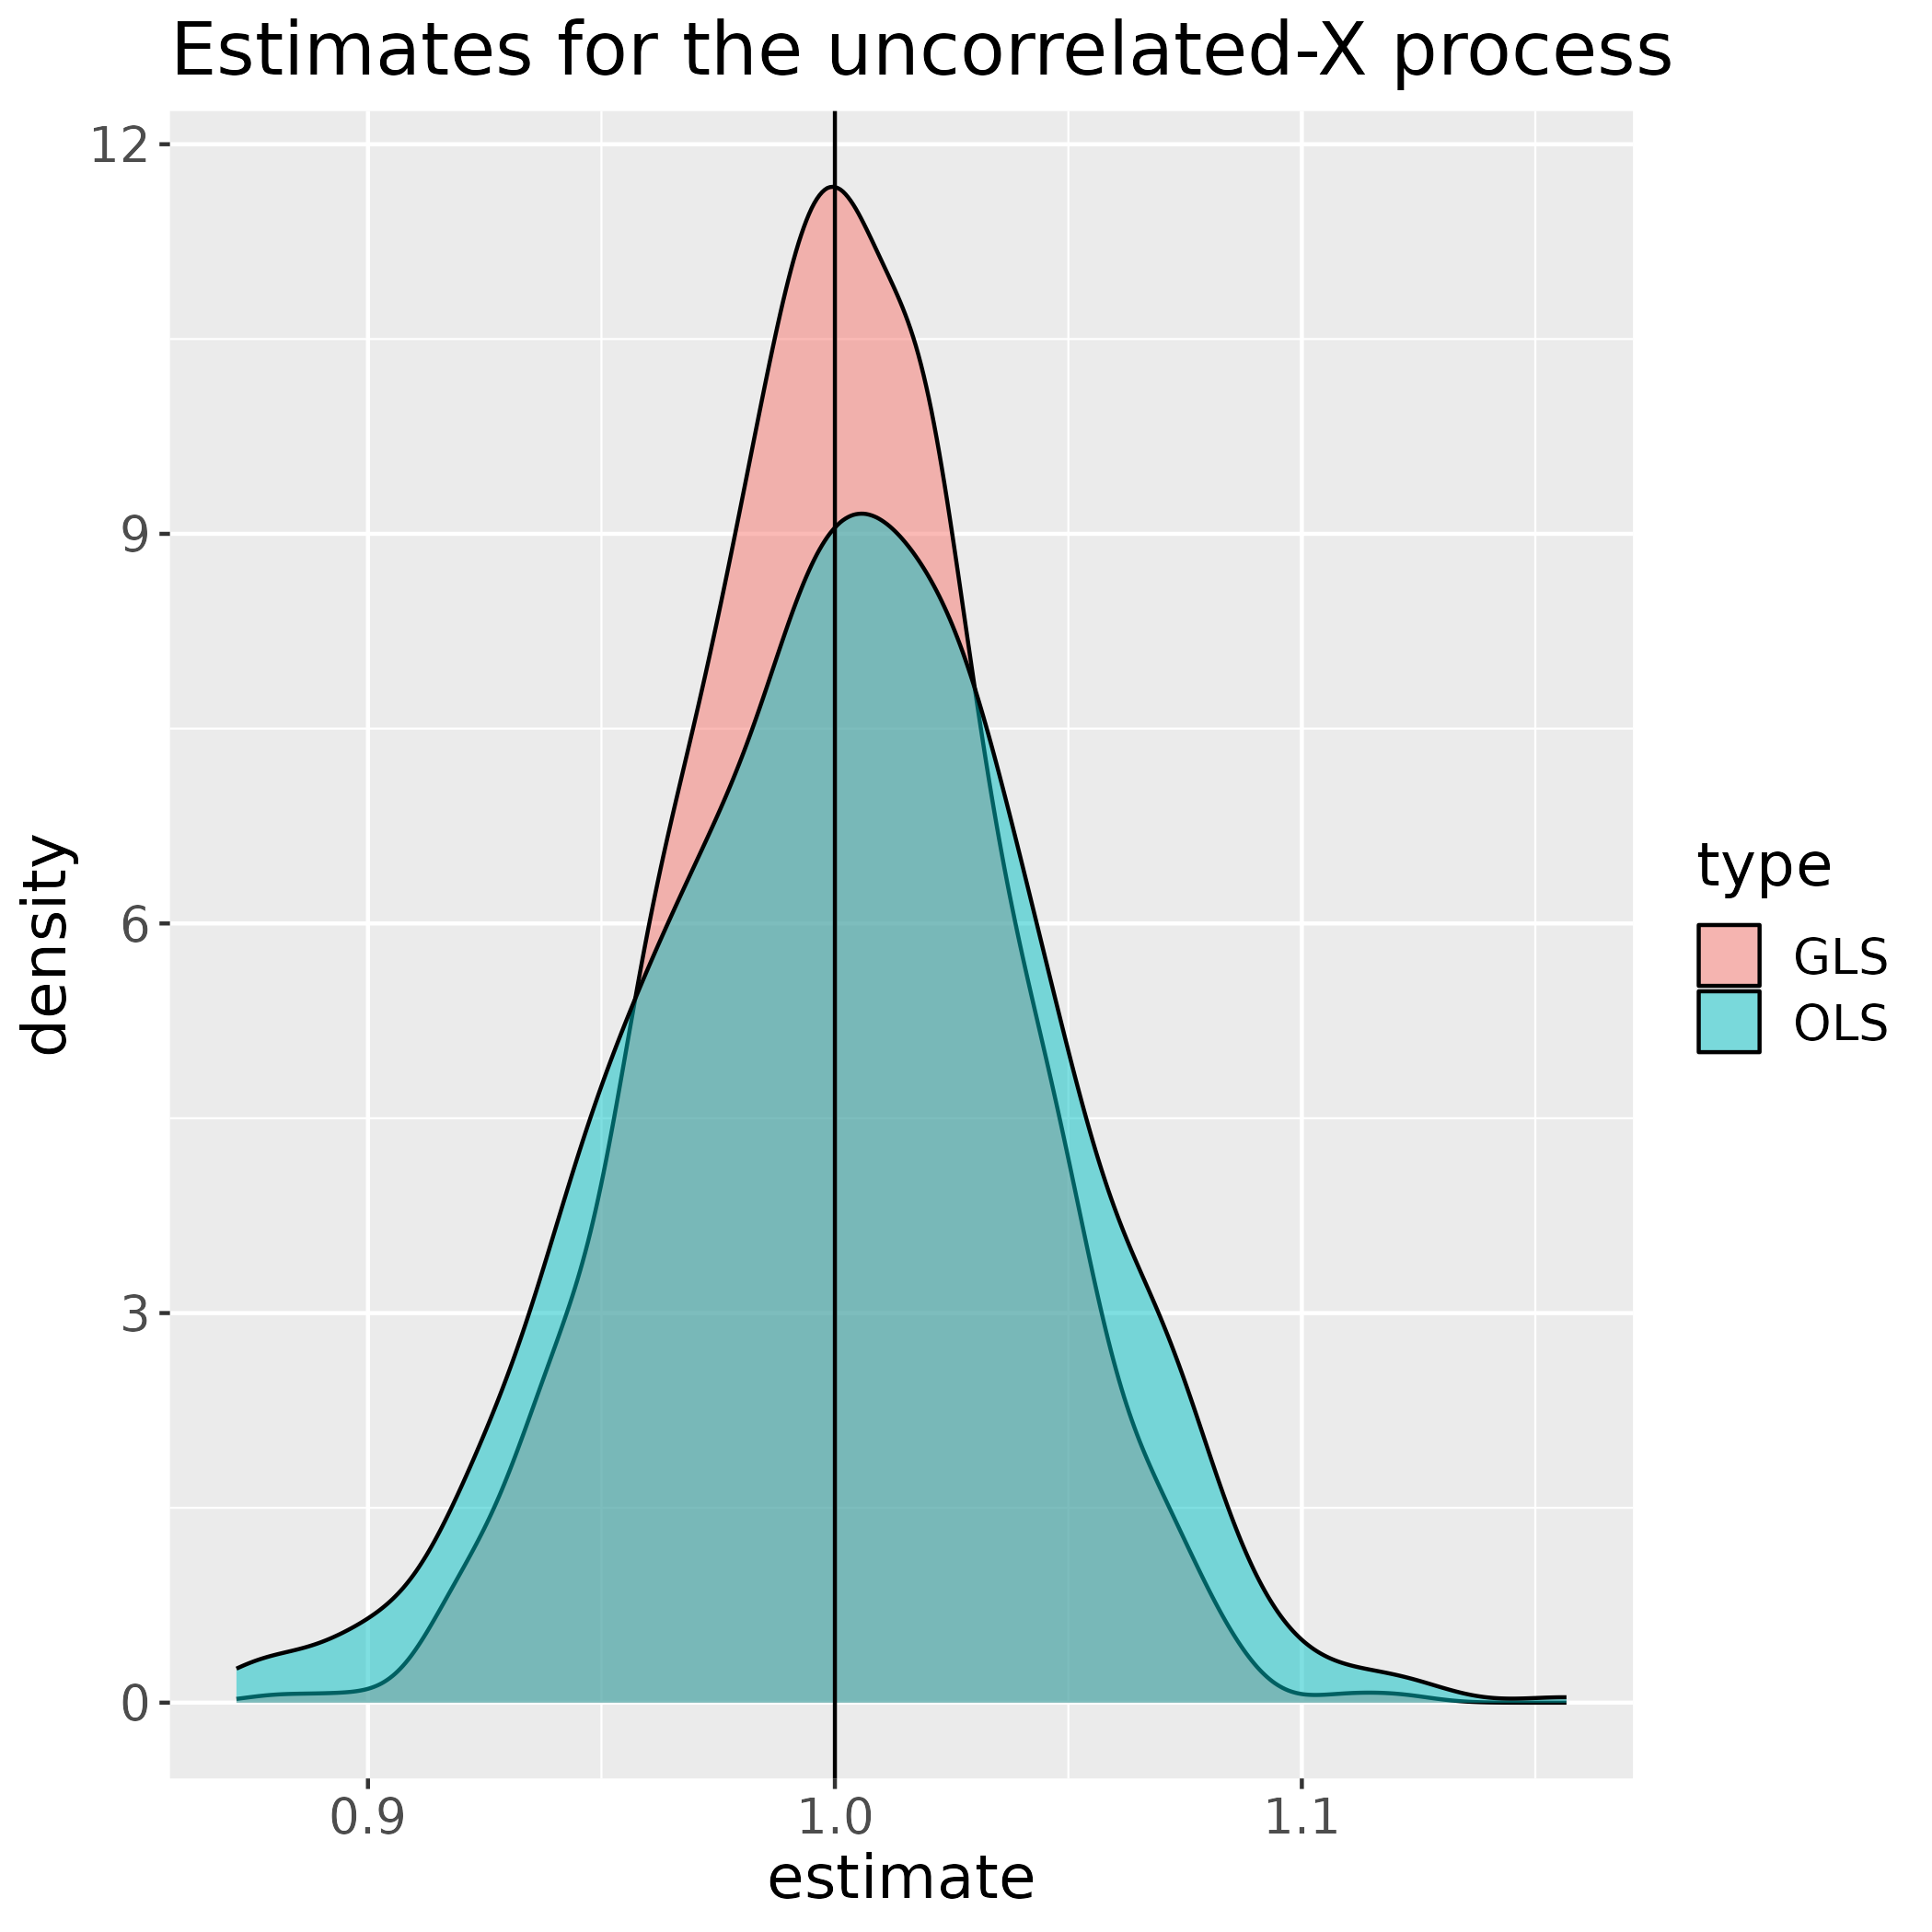 Estimates for the uncorrelated-X process
12
9
6
3
0
density
0.9 1.0 1.1
estimate
type
GLS
OLS